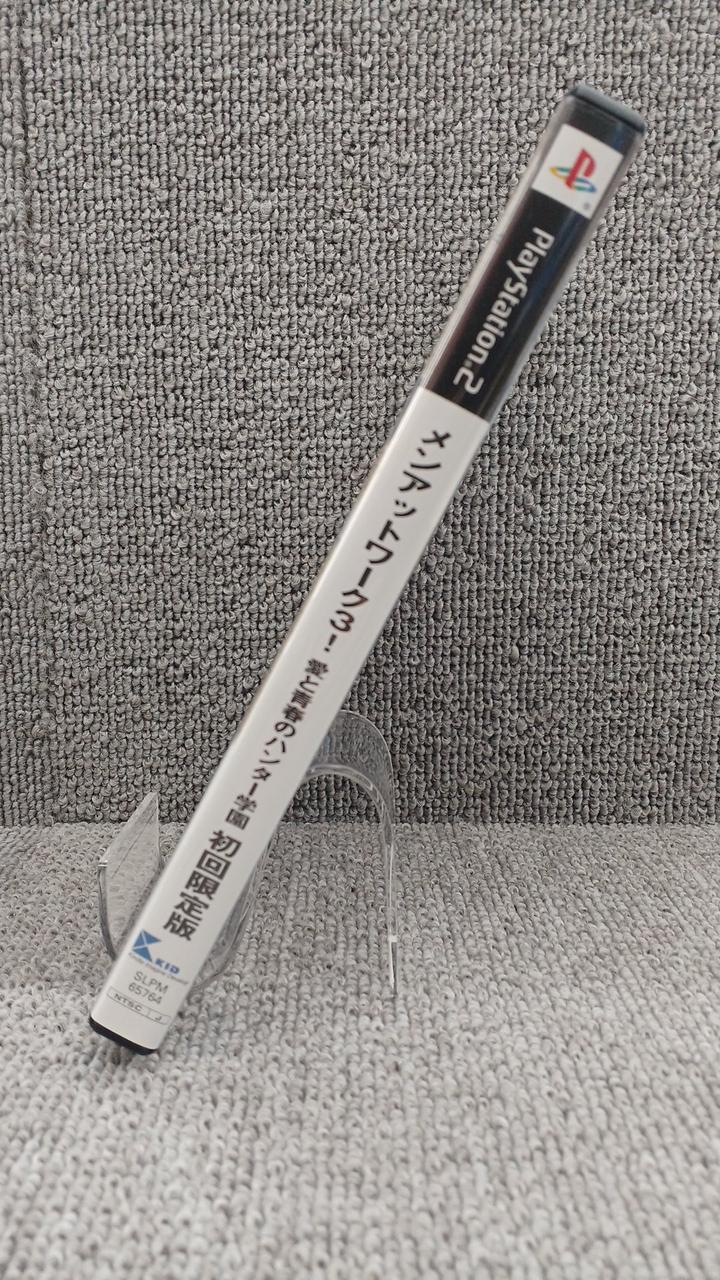 PlayStation.2
メンアットワーク3! 愛と青春のハンター学園 初回限定版
KID
SLPM
65764
NTSC J